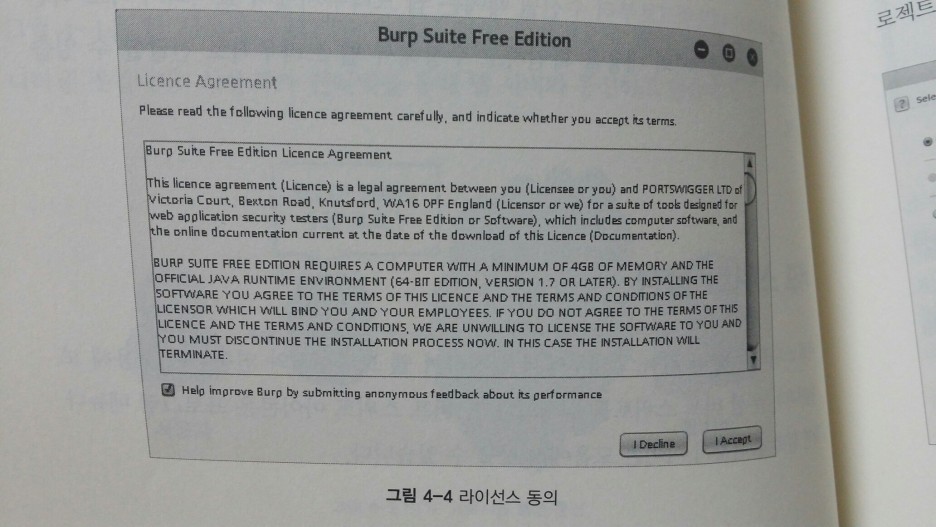 Burp Suite Free Edition
Licence Agreement
Please read the following licence agreement carefully, and indicate whether you accept its terms.
Burp Suite Free Edition Licence Agreement
This licence agreement (Licence) is a legal agreement between you (Licensee or you) and PORTSWIGGER LTD of
Victoria Court, Bexton Road, Knutsford, WA16 0PF England (Licensor or we) for a suite of tools designed for
web application security testers (Burp Suite Free Edition or Software), which includes computer software, and
the online documentation current at the date of the download of this Licence (Documentation).
BURP SUITE FREE EDITION REQUIRES A COMPUTER WITH A MINIMUM OF 4GB OF MEMORY AND THE
OFFICIAL JAVA RUNTIME ENVIRONMENT (64-BIT EDITION, VERSION 1.7 OR LATER). BY INSTALLING THE
SOFTWARE YOU AGREE TO THE TERMS OF THIS LICENCE AND THE TERMS AND CONDITIONS OF THE
LICENSOR WHICH WILL BIND YOU AND YOUR EMPLOYEES. IF YOU DO NOT AGREE TO THE TERMS OF THIS
LICENCE AND THE TERMS AND CONDITIONS, WE ARE UNWILLING TO LICENSE THE SOFTWARE TO YOU AND
YOU MUST DISCONTINUE THE INSTALLATION PROCESS NOW. IN THIS CASE THE INSTALLATION WILL
TERMINATE.
Help improve Burp by submitting anonymous feedback about its performance
I Decline
I Accept
그림 4-4 라이선스 동의
로젝트
Sele